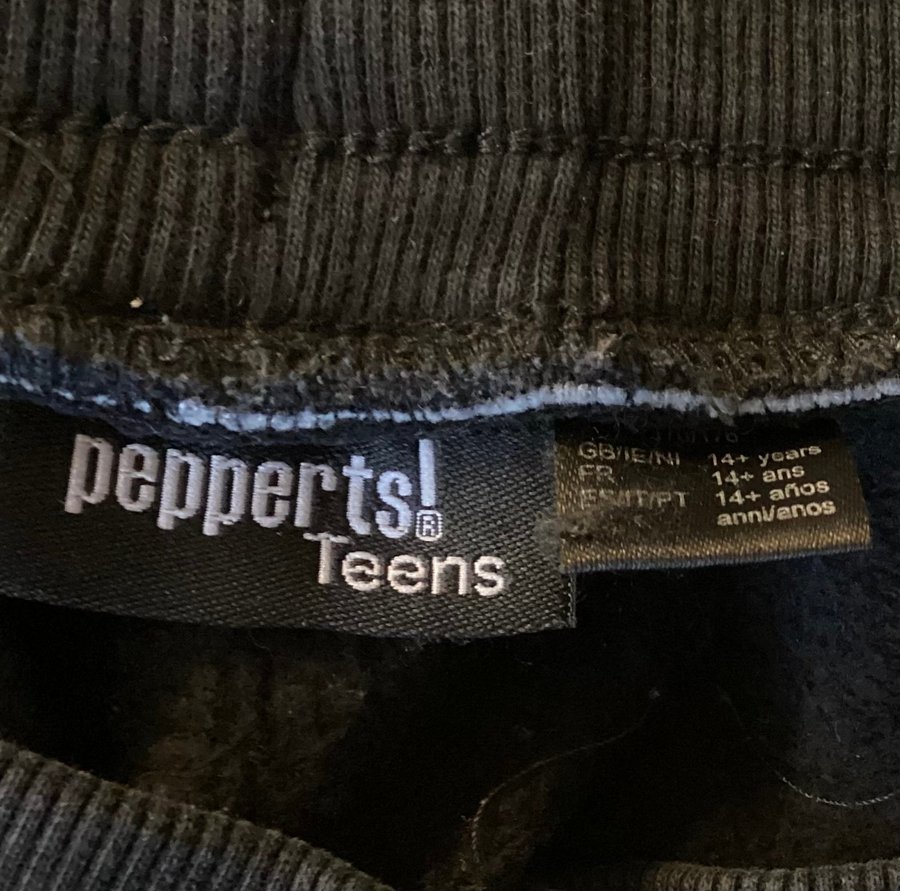 pepperts!®
Teens
GB/IE/NI 14+ years
FR 14+ ans
ES/IT/PT 14+ años
anni/anos